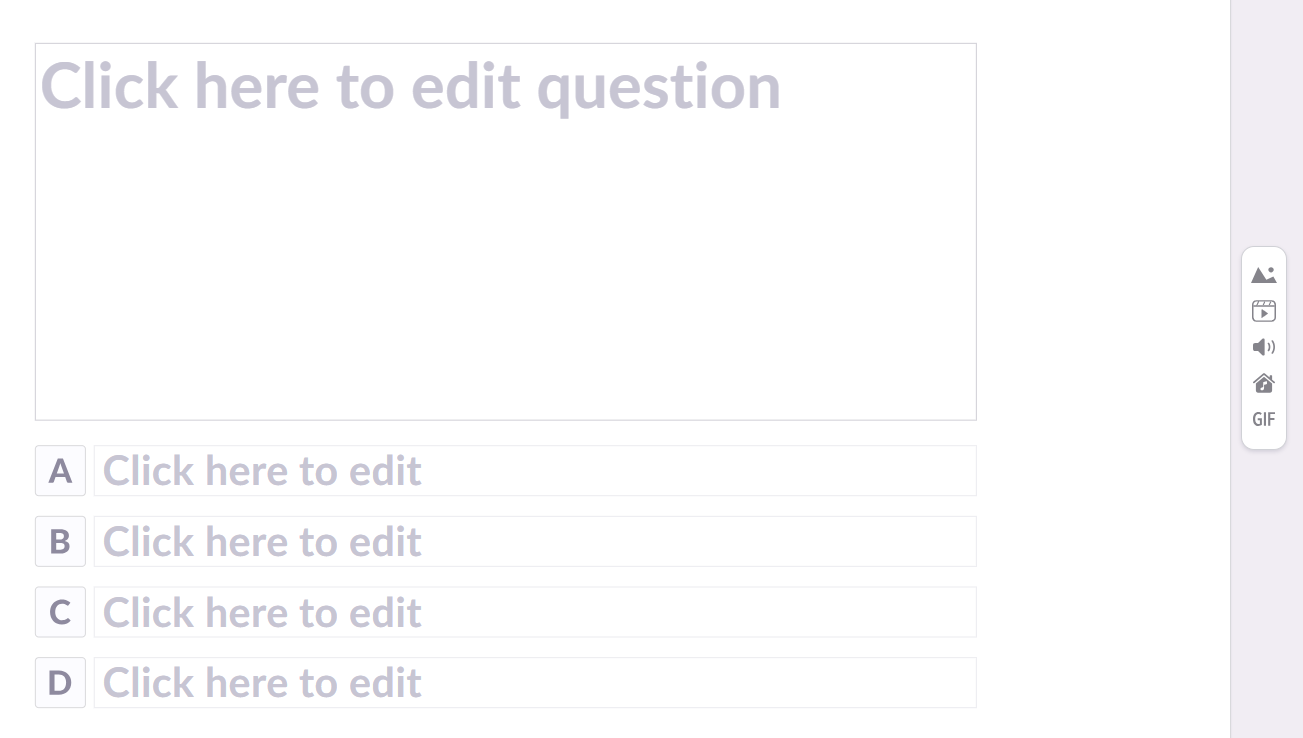 Click here to edit question
A Click here to edit
B Click here to edit
C Click here to edit
D Click here to edit
GIF